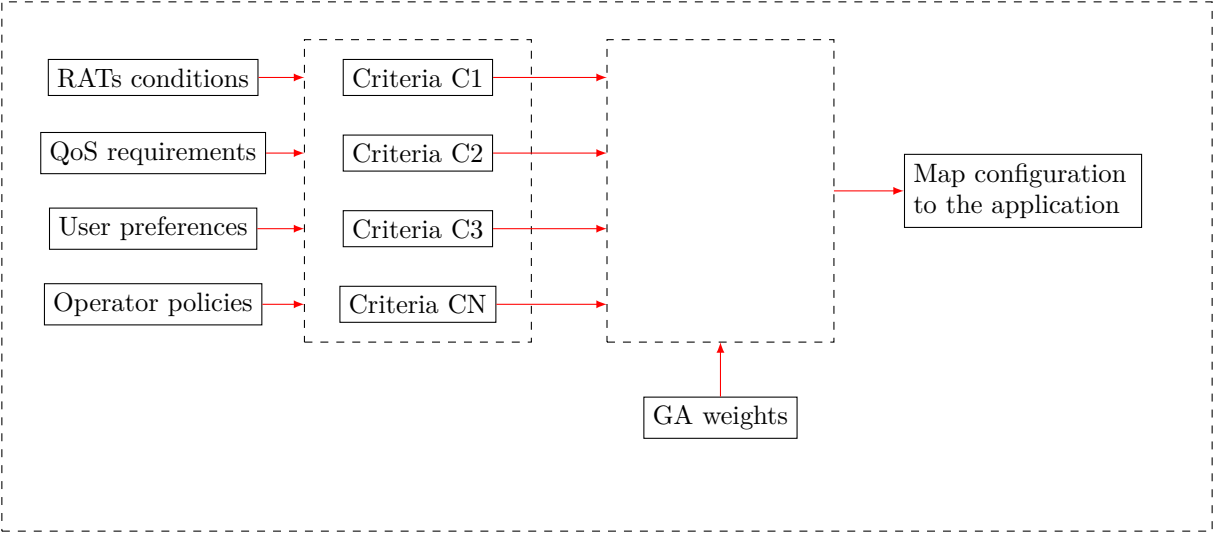 RATs conditions
QoS requirements
User preferences
Operator policies
Criteria C1
Criteria C2
Criteria C3
Criteria CN
GA weights
Map configuration
to the application